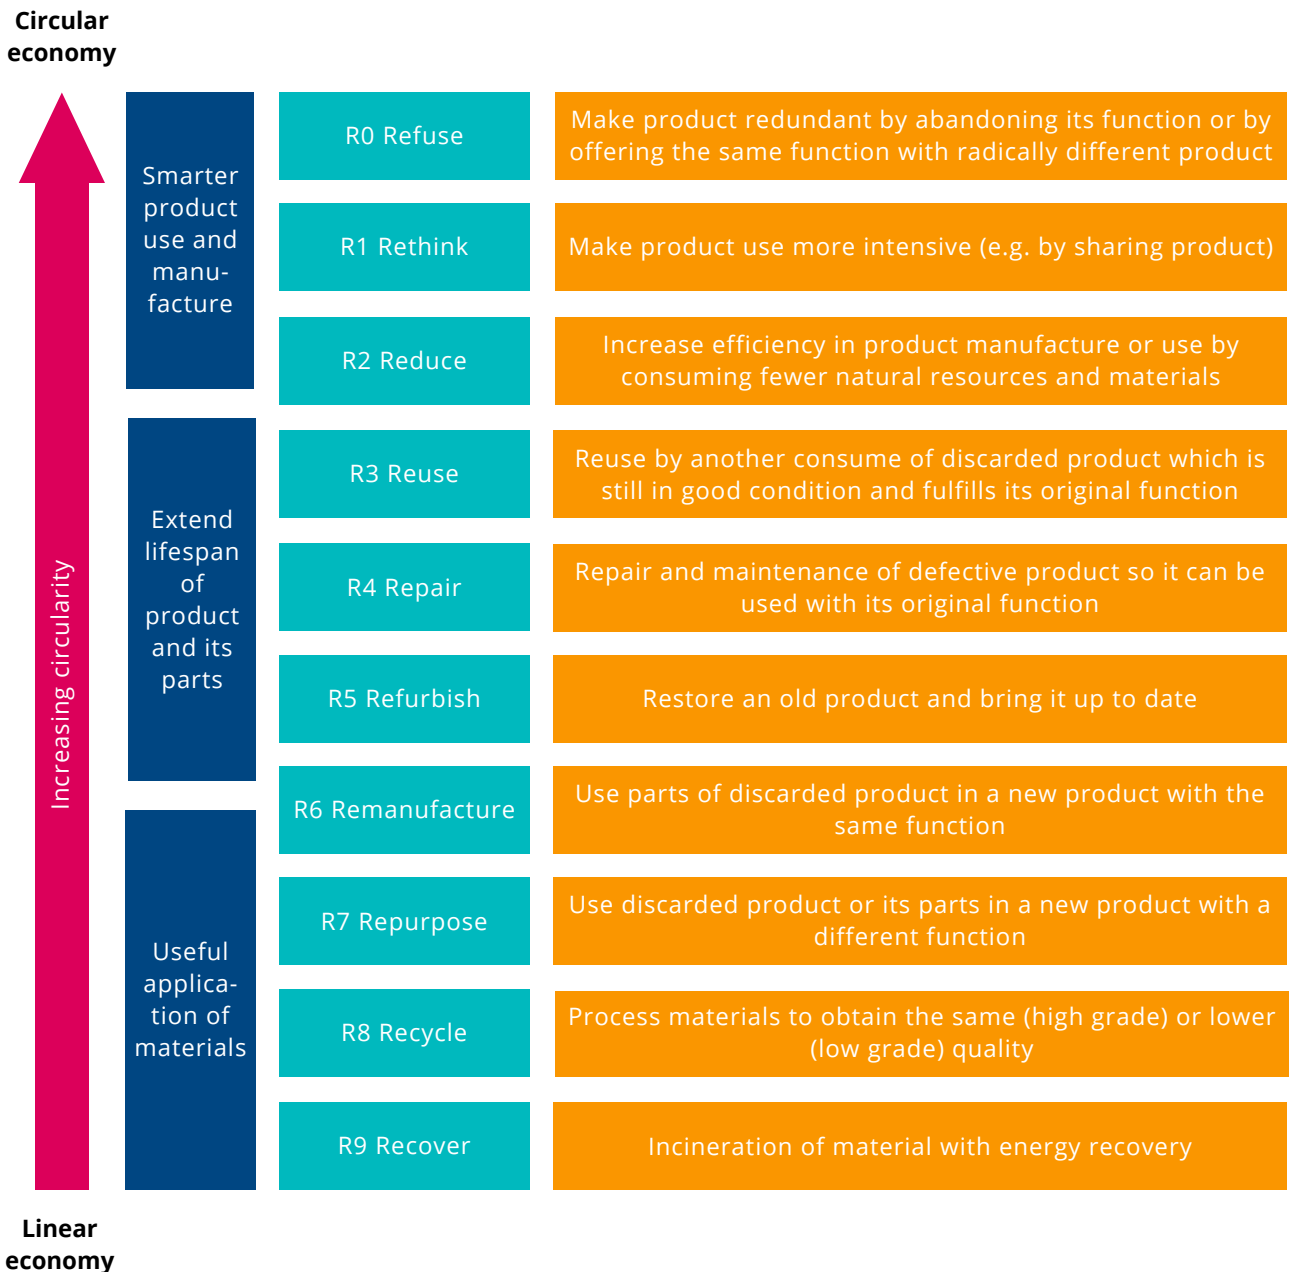 Circular
economy
Smarter
product
use and
manu-
facture
R0 Refuse
Make product redundant by abandoning its function or by
offering the same function with radically different product
R1 Rethink
Make product use more intensive (e.g. by sharing product)
R2 Reduce
Increase efficiency in product manufacture or use by
consuming fewer natural resources and materials
Increasing circularity
Extend
lifespan
of
product
and its
parts
R3 Reuse
Reuse by another consume of discarded product which is
still in good condition and fulfills its original function
R4 Repair
Repair and maintenance of defective product so it can be
used with its original function
R5 Refurbish
Restore an old product and bring it up to date
R6 Remanufacture
Use parts of discarded product in a new product with the
same function
Useful
applica-
tion of
materials
R7 Repurpose
Use discarded product or its parts in a new product with a
different function
R8 Recycle
Process materials to obtain the same (high grade) or lower
(low grade) quality
R9 Recover
Incineration of material with energy recovery
Linear
economy